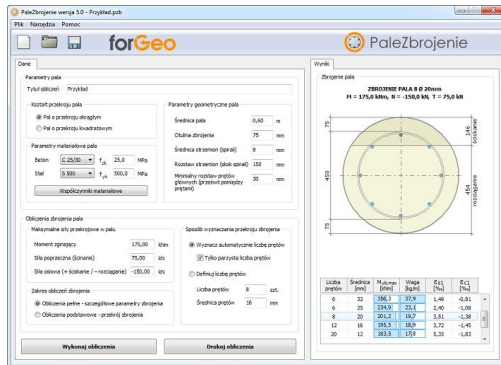 PaleZbrojenie wersja 5.0 - Przykład.pzb
Plik Narzędzia Pomoc
forGeo
PaleZbrojenie
Dane
Parametry pala
Tytuł obliczeń Przykład
Kształt przekroju pala
Pal o przekroju okrągłym
Pal o przekroju kwadratowym
Parametry materiałowe pala
Beton C 25/30 fck 25,0 MPa
Stal S 500 fyk 500,0 MPa
Współczynniki materiałowe
Parametry geometryczne pala
Średnica pala 0,60 m
Otulina zbrojenia 75 mm
Średnica strzemion (spirali) 8 mm
Rozstaw strzemion (skok spirali) 150 mm
Minimalny rozstaw prętów
głównych (prześwit pomiędzy
prętami) 30 mm
Obliczenia zbrojenia pala
Maksymalne siły przekrojowe w palu
Moment zginający 175,00 kNm
Siła poprzeczna (ścinanie) 75,00 kN
Siła osiowa (+ ściskanie / – rozciąganie) -150,00 kN
Zakres obliczeń zbrojenia
Obliczenia pełne - szczegółowe parametry zbrojenia
Obliczenia podstawowe - przekrój zbrojenia
Sposób wyznaczania przekroju zbrojenia
Wyznacz automatycznie liczbę prętów
Tylko parzysta liczba prętów
Definiuj liczbę prętów
Liczba prętów 8 szt.
Średnica prętów 16 mm
Wykonaj obliczenia
Drukuj obliczenia
Wyniki
Zbrojenie pala
ZBROJENIE PALA 8 Ø 20mm
M = 175,0 kNm, N = -150,0 kN, T = 75,0 kN
75
450
75
146
ściskanie
454
rozciąganie
Liczba prętów Średnica [mm] M ult.max [kNm] Waga [kg/m] εs1 [‰] εc1 [‰]
6 32 356,3 37,9 1,49 -0,81
6 25 234,8 23,1 2,40 -1,08
8 20 201,2 19,7 3,51 -1,38
12 16 195,5 18,9 3,72 -1,45
20 12 183,5 17,8 5,33 -1,83